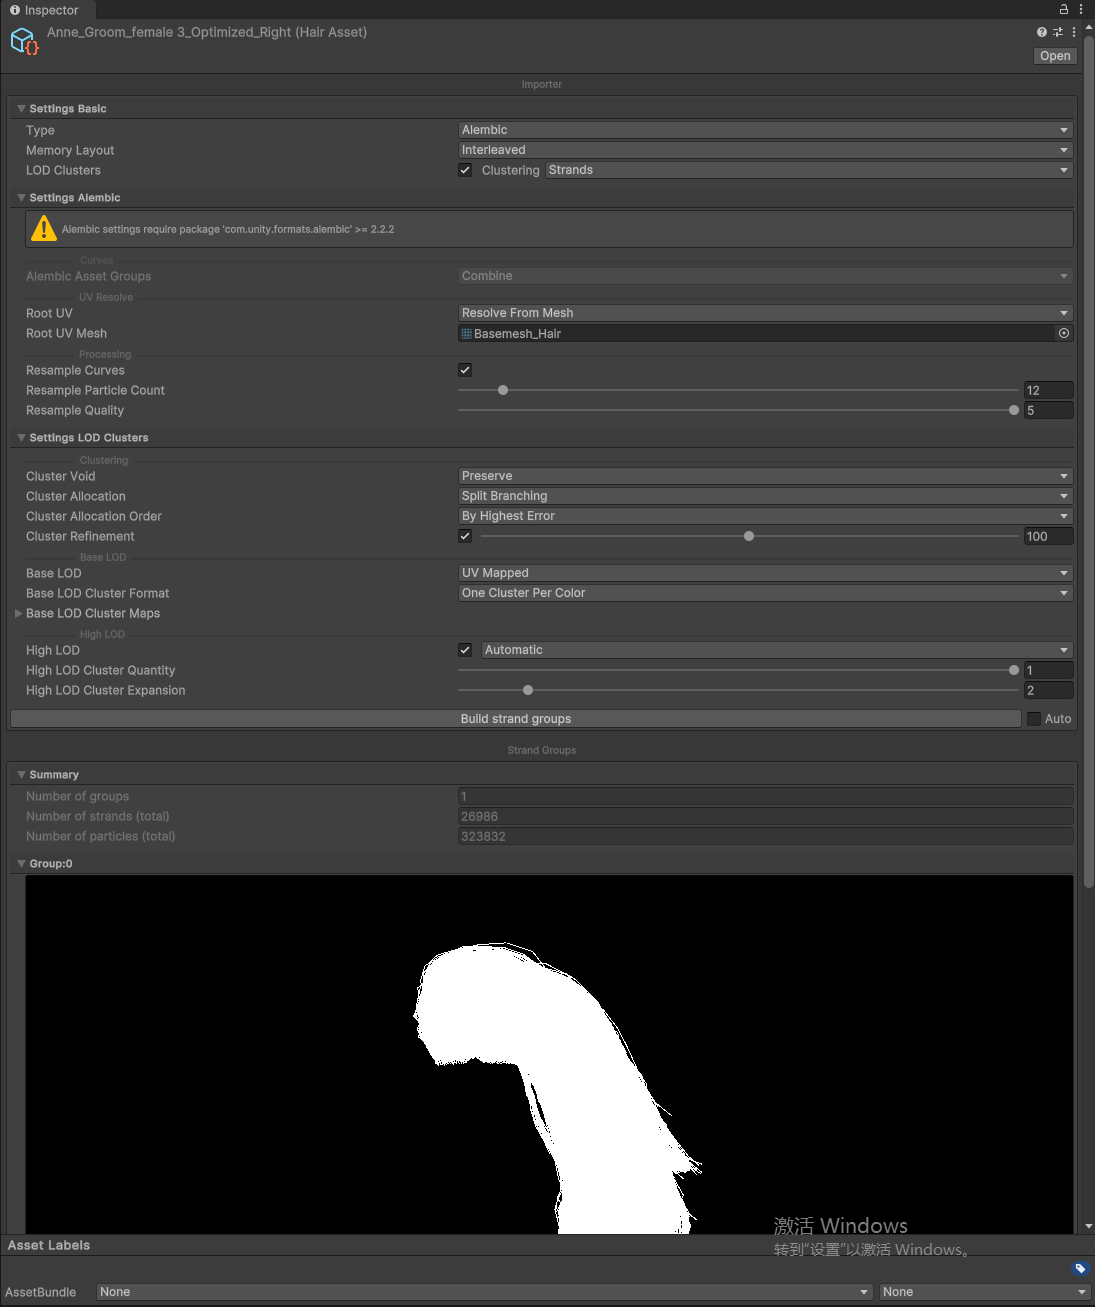 Inspector
Anne_Groom_female 3_Optimized_Right (Hair Asset)
Open
Importer
Settings Basic
Type Alembic
Memory Layout Interleaved
LOD Clusters Clustering Strands
Settings Alembic
Alembic settings require package 'com.unity.formats.alembic' >= 2.2.2
Curves
Alembic Asset Groups Combine
UV Resolve
Root UV Resolve From Mesh
Root UV Mesh Basemesh_Hair
Processing
Resample Curves
Resample Particle Count 12
Resample Quality 5
Settings LOD Clusters
Clustering
Cluster Void Preserve
Cluster Allocation Split Branching
Cluster Allocation Order By Highest Error
Cluster Refinement 100
Base LOD
Base LOD UV Mapped
Base LOD Cluster Format One Cluster Per Color
Base LOD Cluster Maps
High LOD
High LOD Automatic
High LOD Cluster Quantity 1
High LOD Cluster Expansion 2
Build strand groups Auto
Strand Groups
Summary
Number of groups 1
Number of strands (total) 26986
Number of particles (total) 323832
Group:0
激活 Windows
转到"设置"以激活 Windows。
Asset Labels
AssetBundle None None